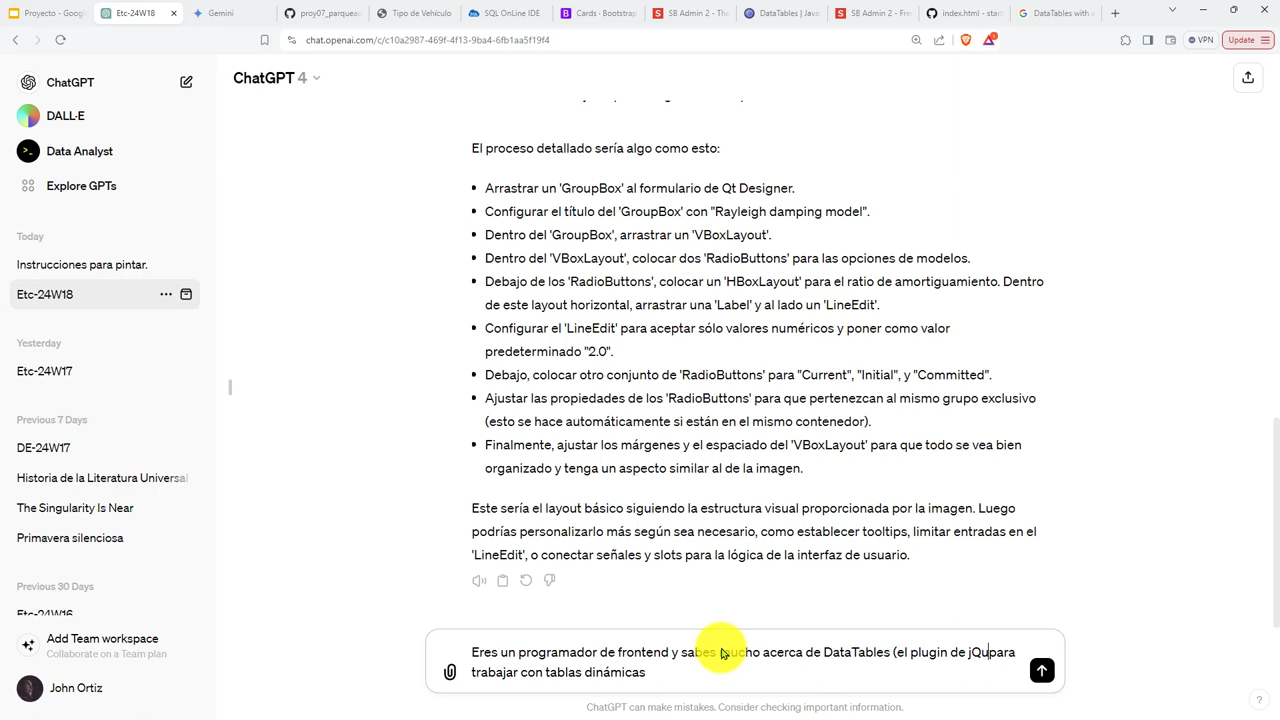 Proyecto - Goog
Etc-24W18
Gemini
proy07_parquead
Tipo de Vehículo
SQL OnLine IDE
Cards · Bootstrap
SB Admin 2 - The
DataTables | Java
SB Admin 2 - Fre
index.html - start
DataTables with a
chat.openai.com/c/c10a2987-469f-4f13-9ba4-6fb1aa5f19f4
VPN
Update
ChatGPT
DALL·E
Data Analyst
Explore GPTs
Today
Instrucciones para pintar.
Etc-24W18
Yesterday
Etc-24W17
Previous 7 Days
DE-24W17
Historia de la Literatura Universal
The Singularity Is Near
Primavera silenciosa
Previous 30 Days
Etc-24W16
Add Team workspace
Collaborate on a Team plan
John Ortiz
ChatGPT 4
El proceso detallado sería algo como esto:
• Arrastrar un 'GroupBox' al formulario de Qt Designer.
• Configurar el título del 'GroupBox' con "Rayleigh damping model".
• Dentro del 'GroupBox', arrastrar un 'VBoxLayout'.
• Dentro del 'VBoxLayout', colocar dos 'RadioButtons' para las opciones de modelos.
• Debajo de los 'RadioButtons', colocar un 'HBoxLayout' para el ratio de amortiguamiento. Dentro
de este layout horizontal, arrastrar una 'Label' y al lado un 'LineEdit'.
• Configurar el 'LineEdit' para aceptar sólo valores numéricos y poner como valor
predeterminado "2.0".
• Debajo, colocar otro conjunto de 'RadioButtons' para "Current", "Initial", y "Committed".
• Ajustar las propiedades de los 'RadioButtons' para que pertenezcan al mismo grupo exclusivo
(esto se hace automáticamente si están en el mismo contenedor).
• Finalmente, ajustar los márgenes y el espaciado del 'VBoxLayout' para que todo se vea bien
organizado y tenga un aspecto similar al de la imagen.
Este sería el layout básico siguiendo la estructura visual proporcionada por la imagen. Luego
podrías personalizarlo más según sea necesario, como establecer tooltips, limitar entradas en el
'LineEdit', o conectar señales y slots para la lógica de la interfaz de usuario.
Eres un programador de frontend y sabes mucho acerca de DataTables (el plugin de jQupara
trabajar con tablas dinámicas
ChatGPT can make mistakes. Consider checking important information.
?